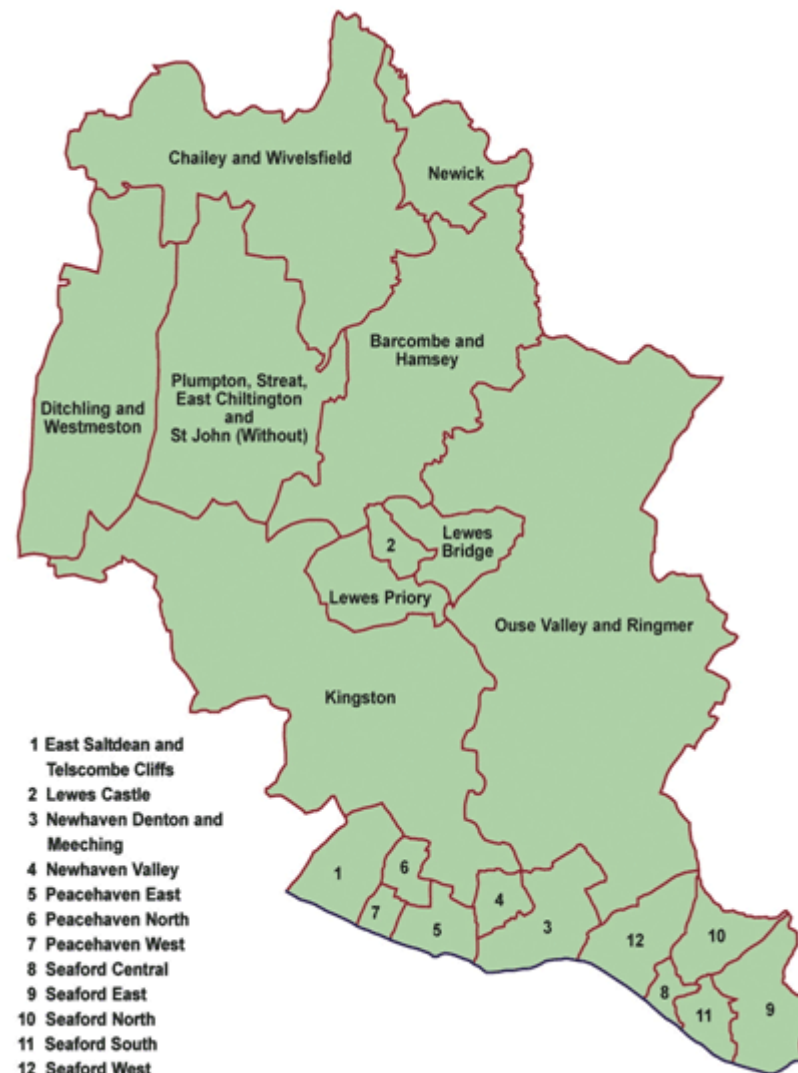 Chailey and Wivelsfield
Newick
Barcombe and
Hamsey
Plumpton, Streat,
East Chiltington
and
St John (Without)
Ditchling and
Westmeston
2
Lewes
Bridge
Lewes Priory
Ouse Valley and Ringmer
Kingston
1
6
7
5
4
3
12
10
8
11
9
1 East Saltdean and
Telscombe Cliffs
2 Lewes Castle
3 Newhaven Denton and
Meeching
4 Newhaven Valley
5 Peacehaven East
6 Peacehaven North
7 Peacehaven West
8 Seaford Central
9 Seaford East
10 Seaford North
11 Seaford South
12 Seaford West